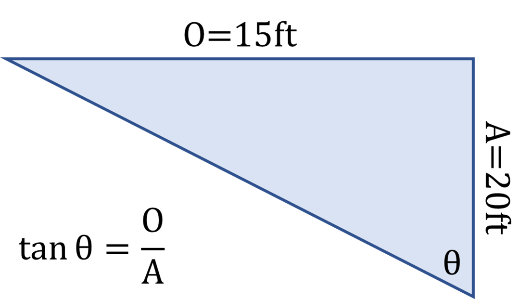 O=15ft
A=20ft
θ
tan θ = O/A